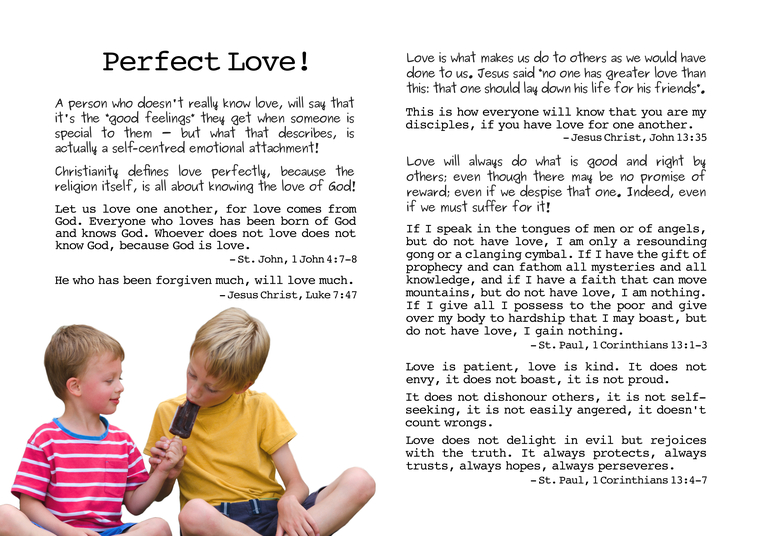 Perfect Love!
A person who doesn't really know love, will say that
it's the "good feelings" they get when someone is
special to them – but what that describes, is
actually a self-centred emotional attachment!
Christianity defines love perfectly, because the
religion itself, is all about knowing the love of God!
Let us love one another, for love comes from
God. Everyone who loves has been born of God
and knows God. Whoever does not love does not
know God, because God is love.
– St. John, 1 John 4:7–8
He who has been forgiven much, will love much.
– Jesus Christ, Luke 7:47
Love is what makes us do to others as we would have
done to us. Jesus said "no one has greater love than
this: that one should lay down his life for his friends".
This is how everyone will know that you are my
disciples, if you have love for one another.
– Jesus Christ, John 13:35
Love will always do what is good and right by
others; even though there may be no promise of
reward; even if we despise that one. Indeed, even
if we must suffer for it!
If I speak in the tongues of men or of angels,
but do not have love, I am only a resounding
gong or a clanging cymbal. If I have the gift of
prophecy and can fathom all mysteries and all
knowledge, and if I have a faith that can move
mountains, but do not have love, I am nothing.
If I give all I possess to the poor and give
over my body to hardship that I may boast, but
do not have love, I gain nothing.
– St. Paul, 1 Corinthians 13:1–3
Love is patient, love is kind. It does not
envy, it does not boast, it is not proud.
It does not dishonour others, it is not self–
seeking, it is not easily angered, it doesn't
count wrongs.
Love does not delight in evil but rejoices
with the truth. It always protects, always
trusts, always hopes, always perseveres.
– St. Paul, 1 Corinthians 13:4–7